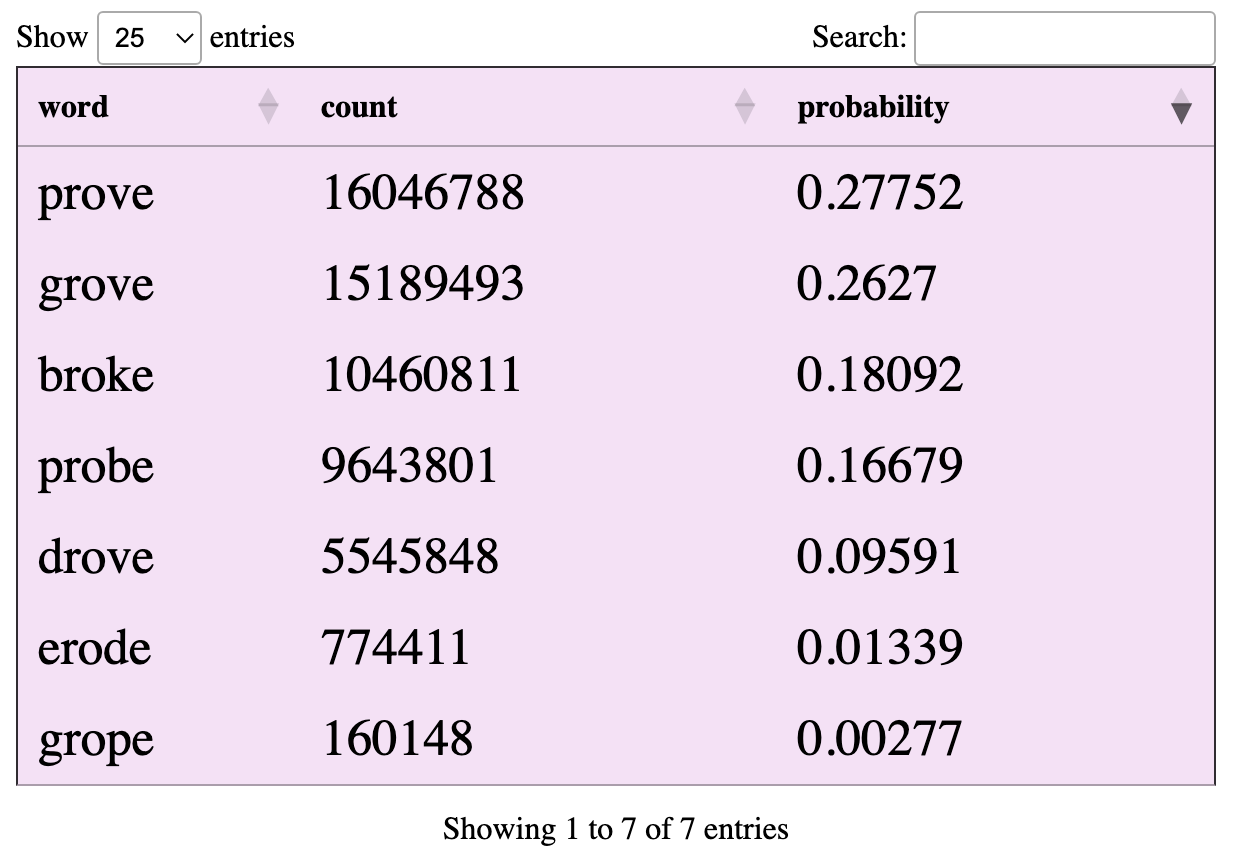 Show 25 entries Search:
word count probability
prove 16046788 0.27752
grove 15189493 0.2627
broke 10460811 0.18092
probe 9643801 0.16679
drove 5545848 0.09591
erode 774411 0.01339
grope 160148 0.00277
Showing 1 to 7 of 7 entries